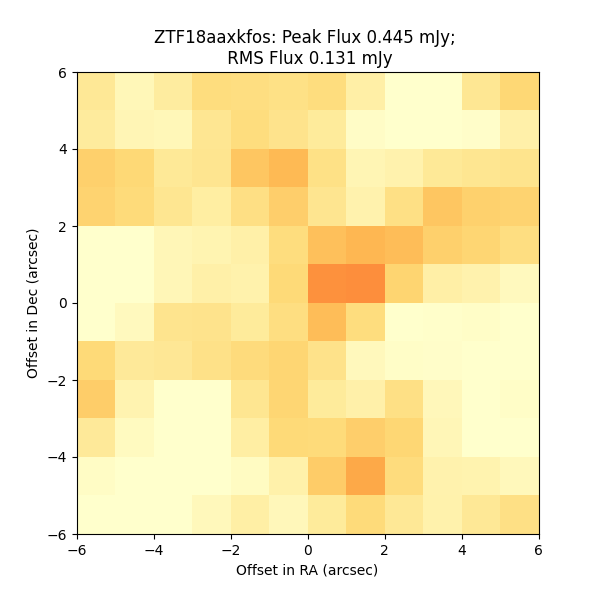 ZTF18aaxkfos: Peak Flux 0.445 mJy;
RMS Flux 0.131 mJy
6
4
2
0
−2
−4
−6
Offset in Dec (arcsec)
−6 −4 −2 0 2 4 6
Offset in RA (arcsec)